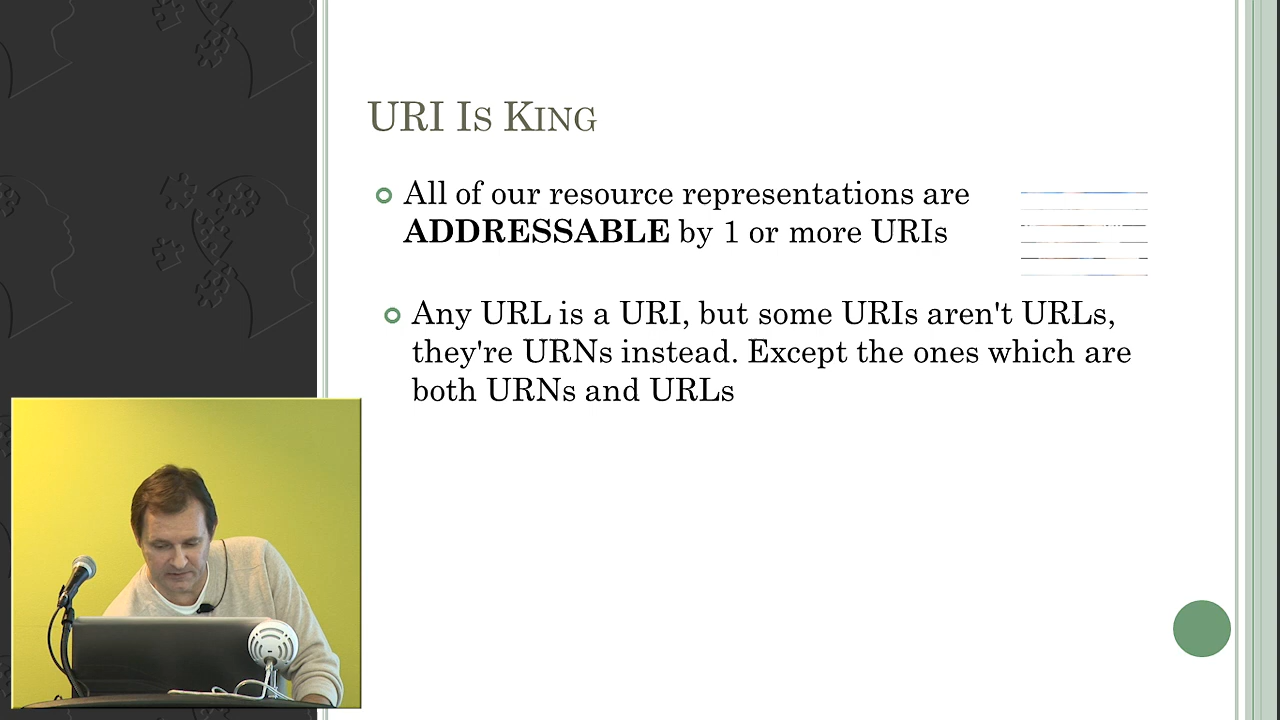 URI IS KING
All of our resource representations are
ADDRESSABLE by 1 or more URIs
Any URL is a URI, but some URIs aren't URLs,
they're URNs instead. Except the ones which are
both URNs and URLs